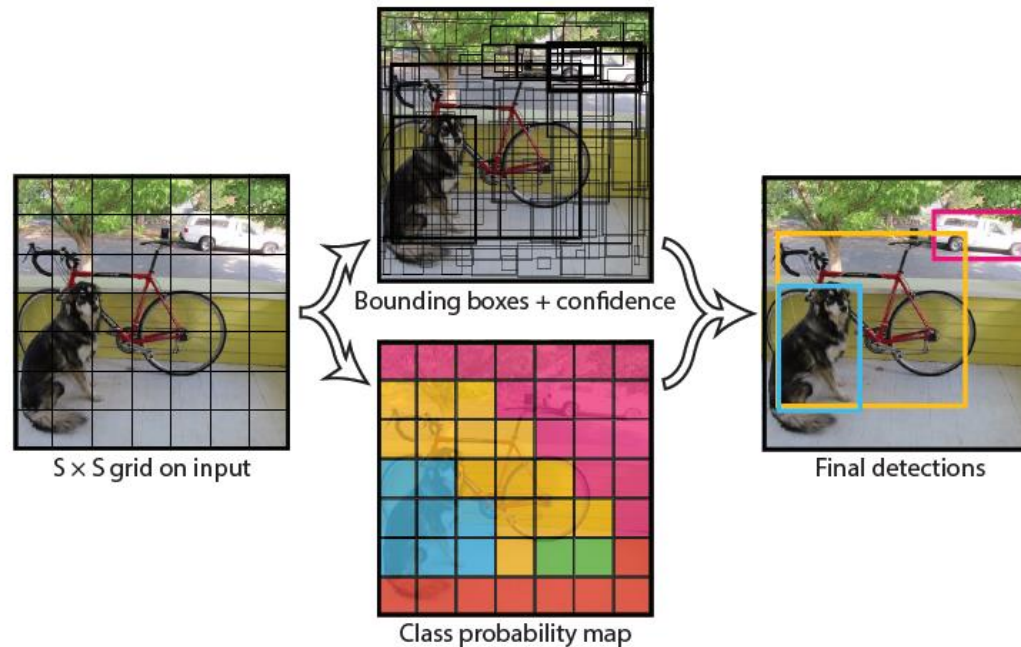 S × S grid on input
Bounding boxes + confidence
Class probability map
Final detections